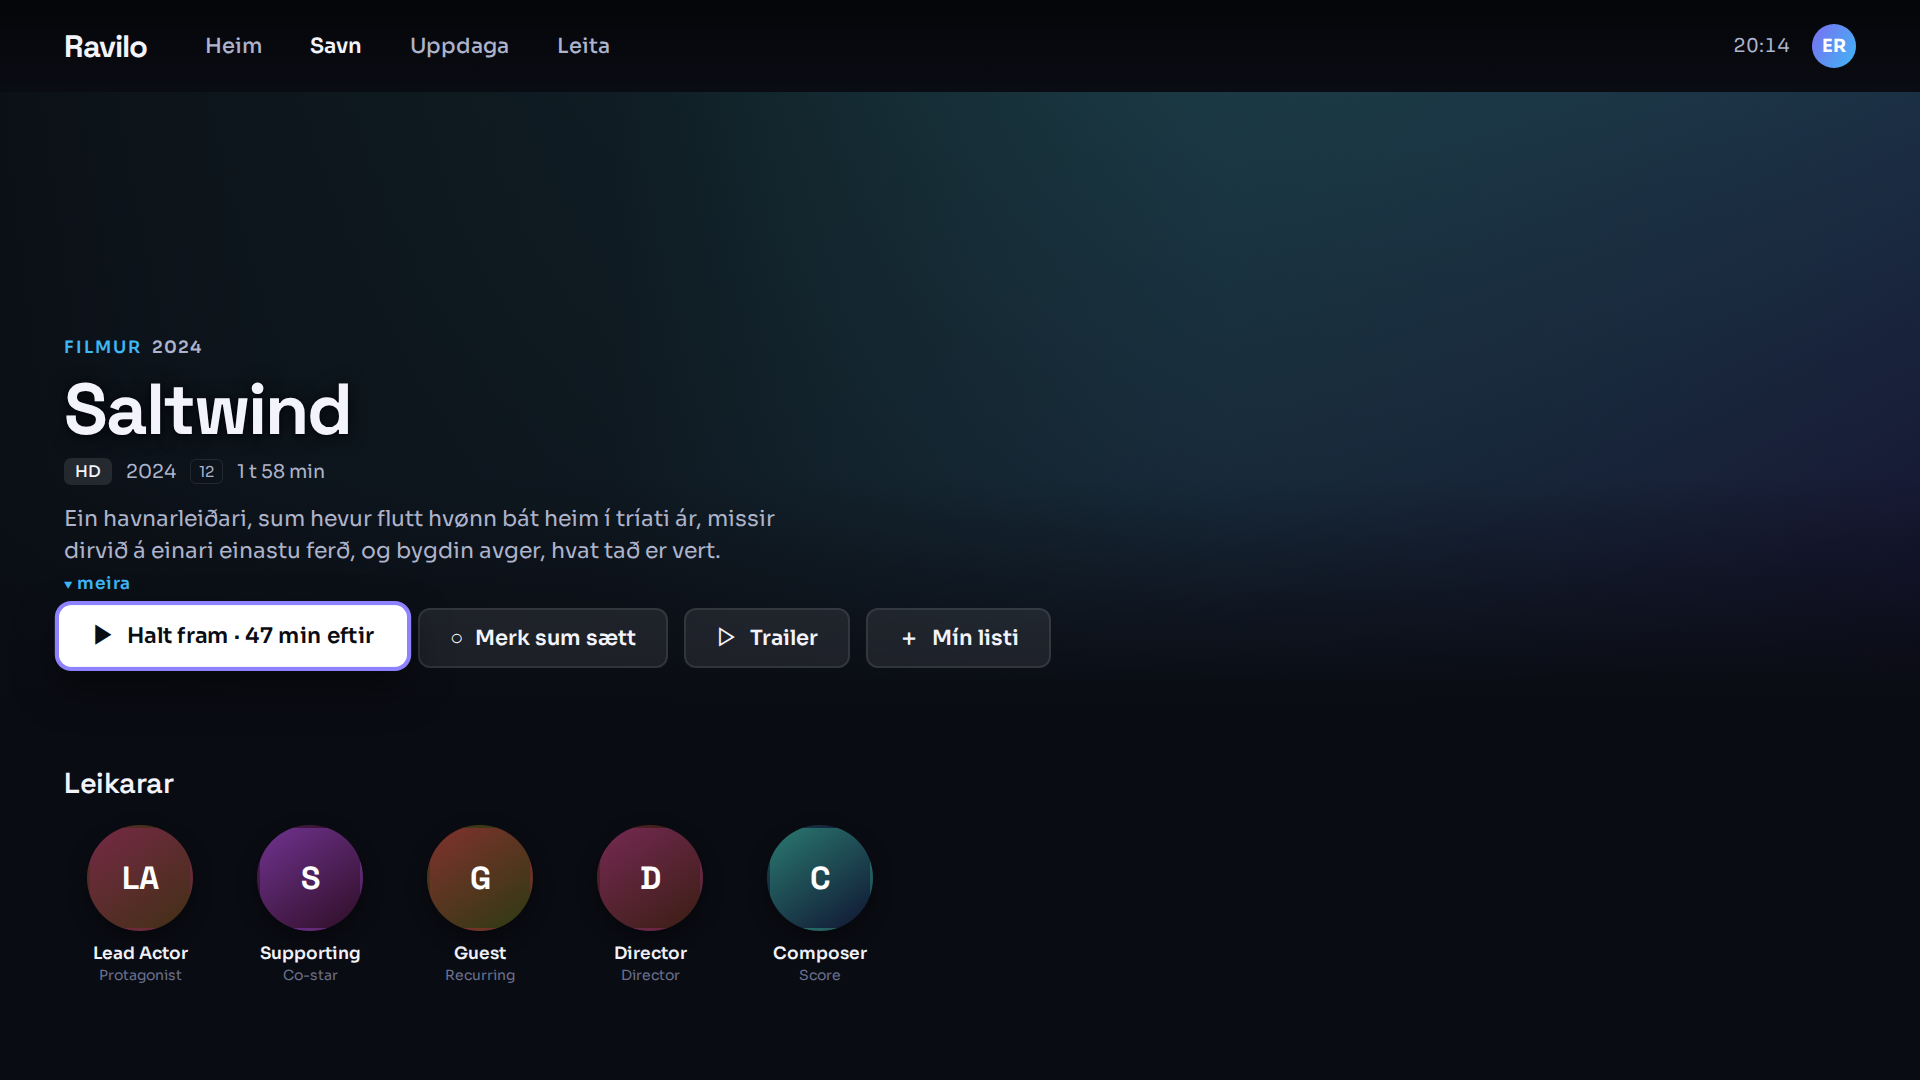 Ravilo Heim Savn Uppdaga Leita 20:14 ER
FILMUR 2024
Saltwind
HD 2024 12 1 t 58 min
Ein havnarleiðari, sum hevur flutt hvønn bát heim í tríati ár, missir
dirvið á einari einastu ferð, og bygdin avger, hvat tað er vert.
▾ meira
▶ Halt fram · 47 min eftir
○ Merk sum sætt
▷ Trailer
+ Mín listi
Leikarar
LA S G D C
Lead Actor Supporting Guest Director Composer
Protagonist Co-star Recurring Director Score